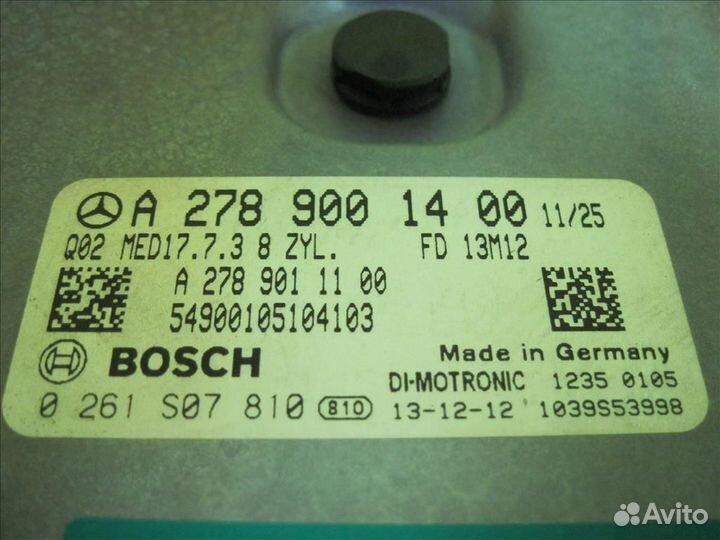 A 278 900 14 00 11/25
Q02 MED17.7.3 8 ZYL. FD 13M12
A 278 901 11 00
54900105104103
BOSCH Made in Germany
DI-MOTRONIC 1235 0105
0 261 S07 810 810 13-12-12 1039S53998
Avito